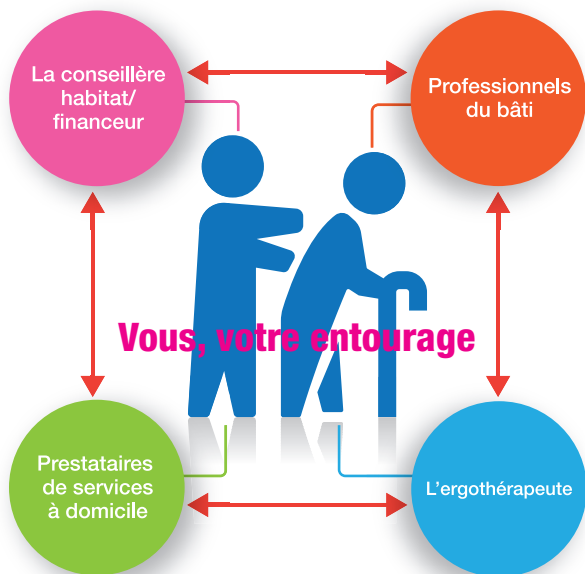 La conseillère
habitat/
financeur
Professionnels
du bâti
Vous, votre entourage
Prestataires
de services
à domicile
L'ergothérapeute